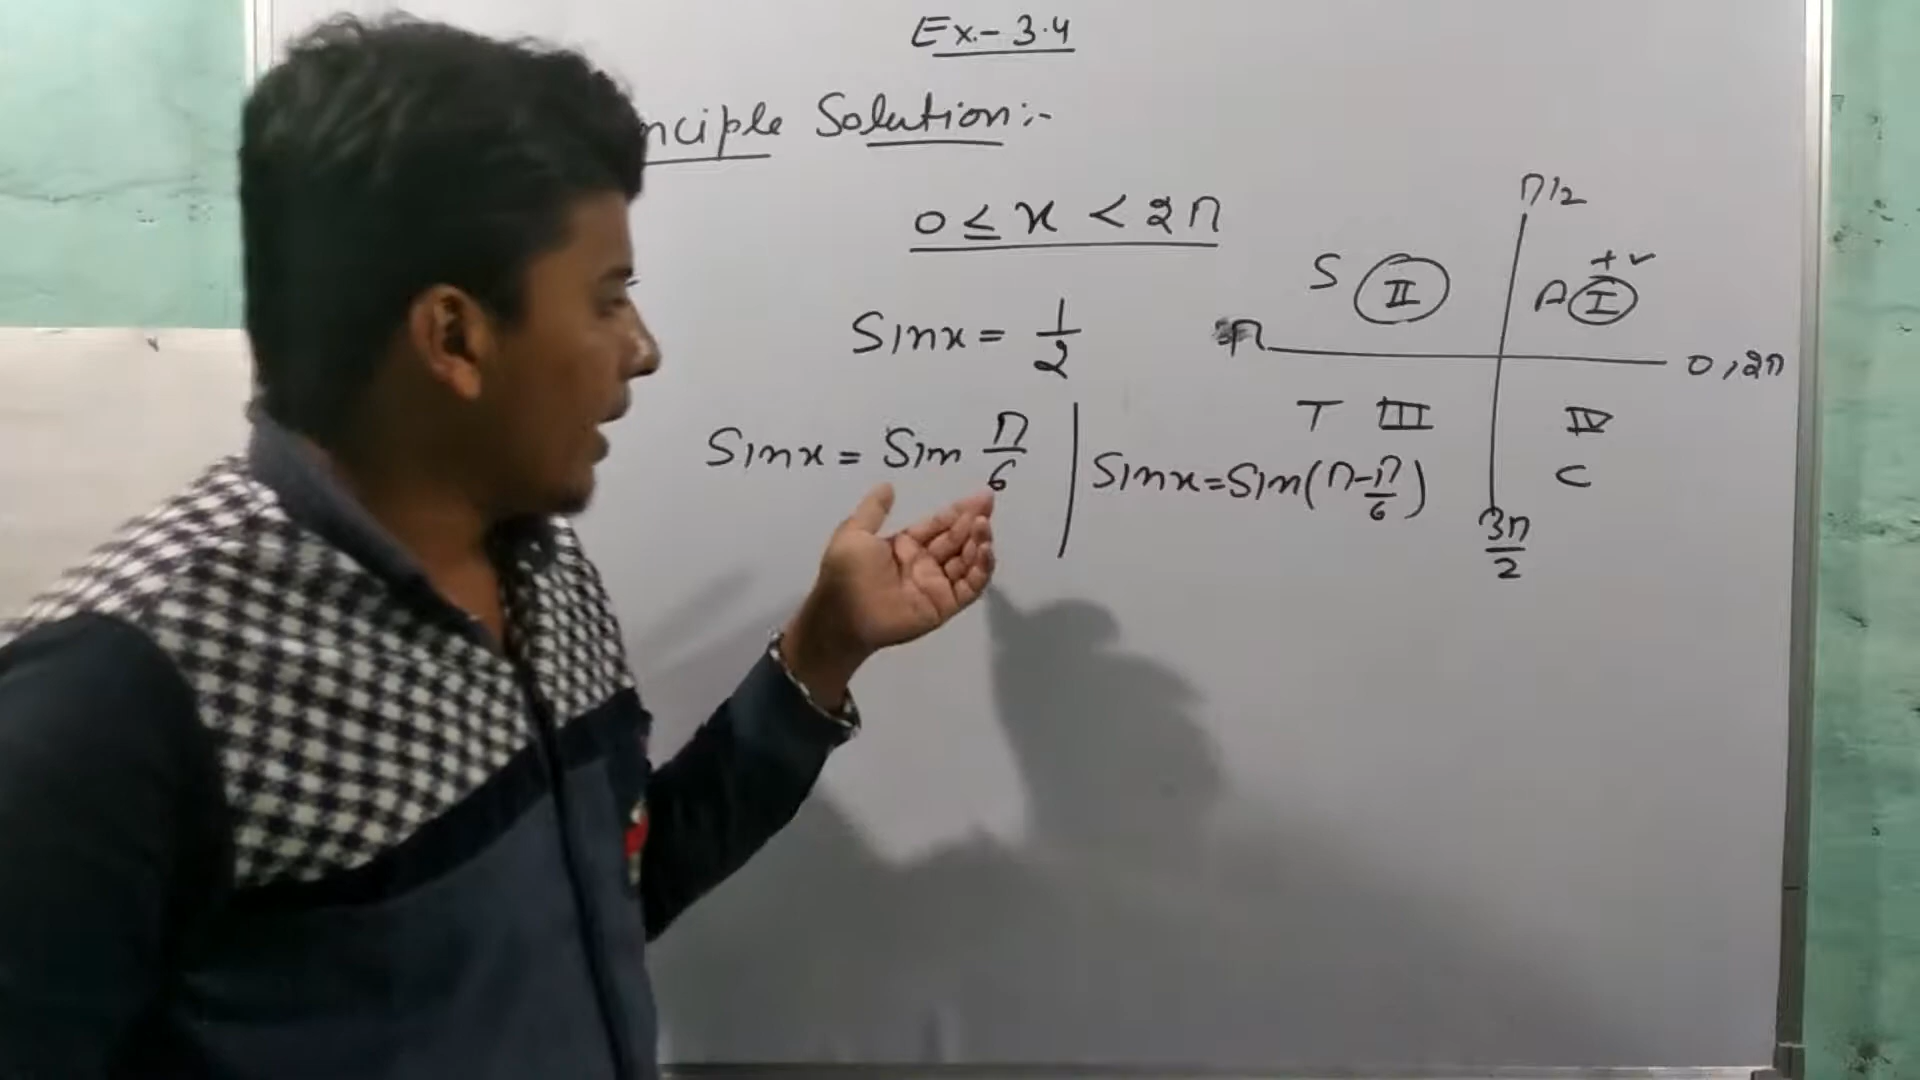 Ex.- 3.4
nciple Solution:-
0 ≤ x < 2π
Sinx = 1/2
Sinx = Sin π/6
Sinx = Sin(π - π/6)
π/2
S II
A I +ve
π
0, 2π
T III
IV
C
3π/2